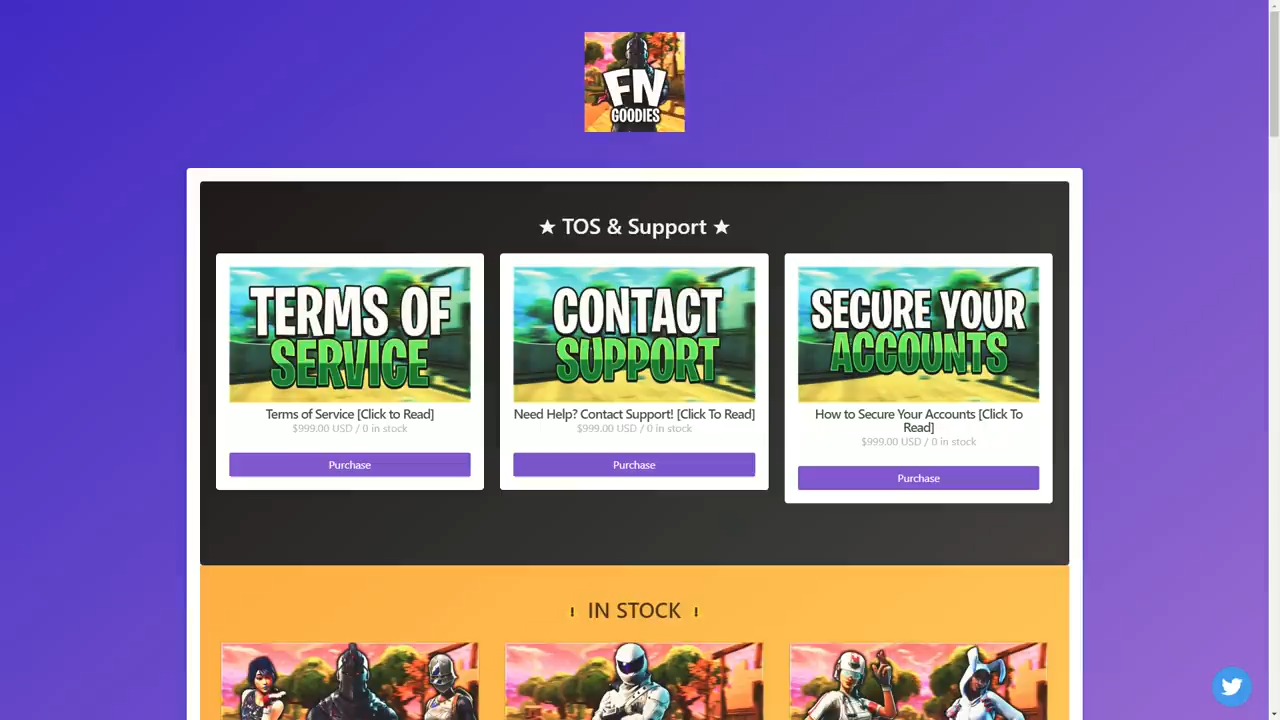 FN
GOODIES
★ TOS & Support ★
TERMS OF
SERVICE
Terms of Service [Click to Read]
$999.00 USD / 0 in stock
Purchase
CONTACT
SUPPORT
Need Help? Contact Support! [Click To Read]
$999.00 USD / 0 in stock
Purchase
SECURE YOUR
ACCOUNTS
How to Secure Your Accounts [Click To
Read]
$999.00 USD / 0 in stock
Purchase
! IN STOCK !